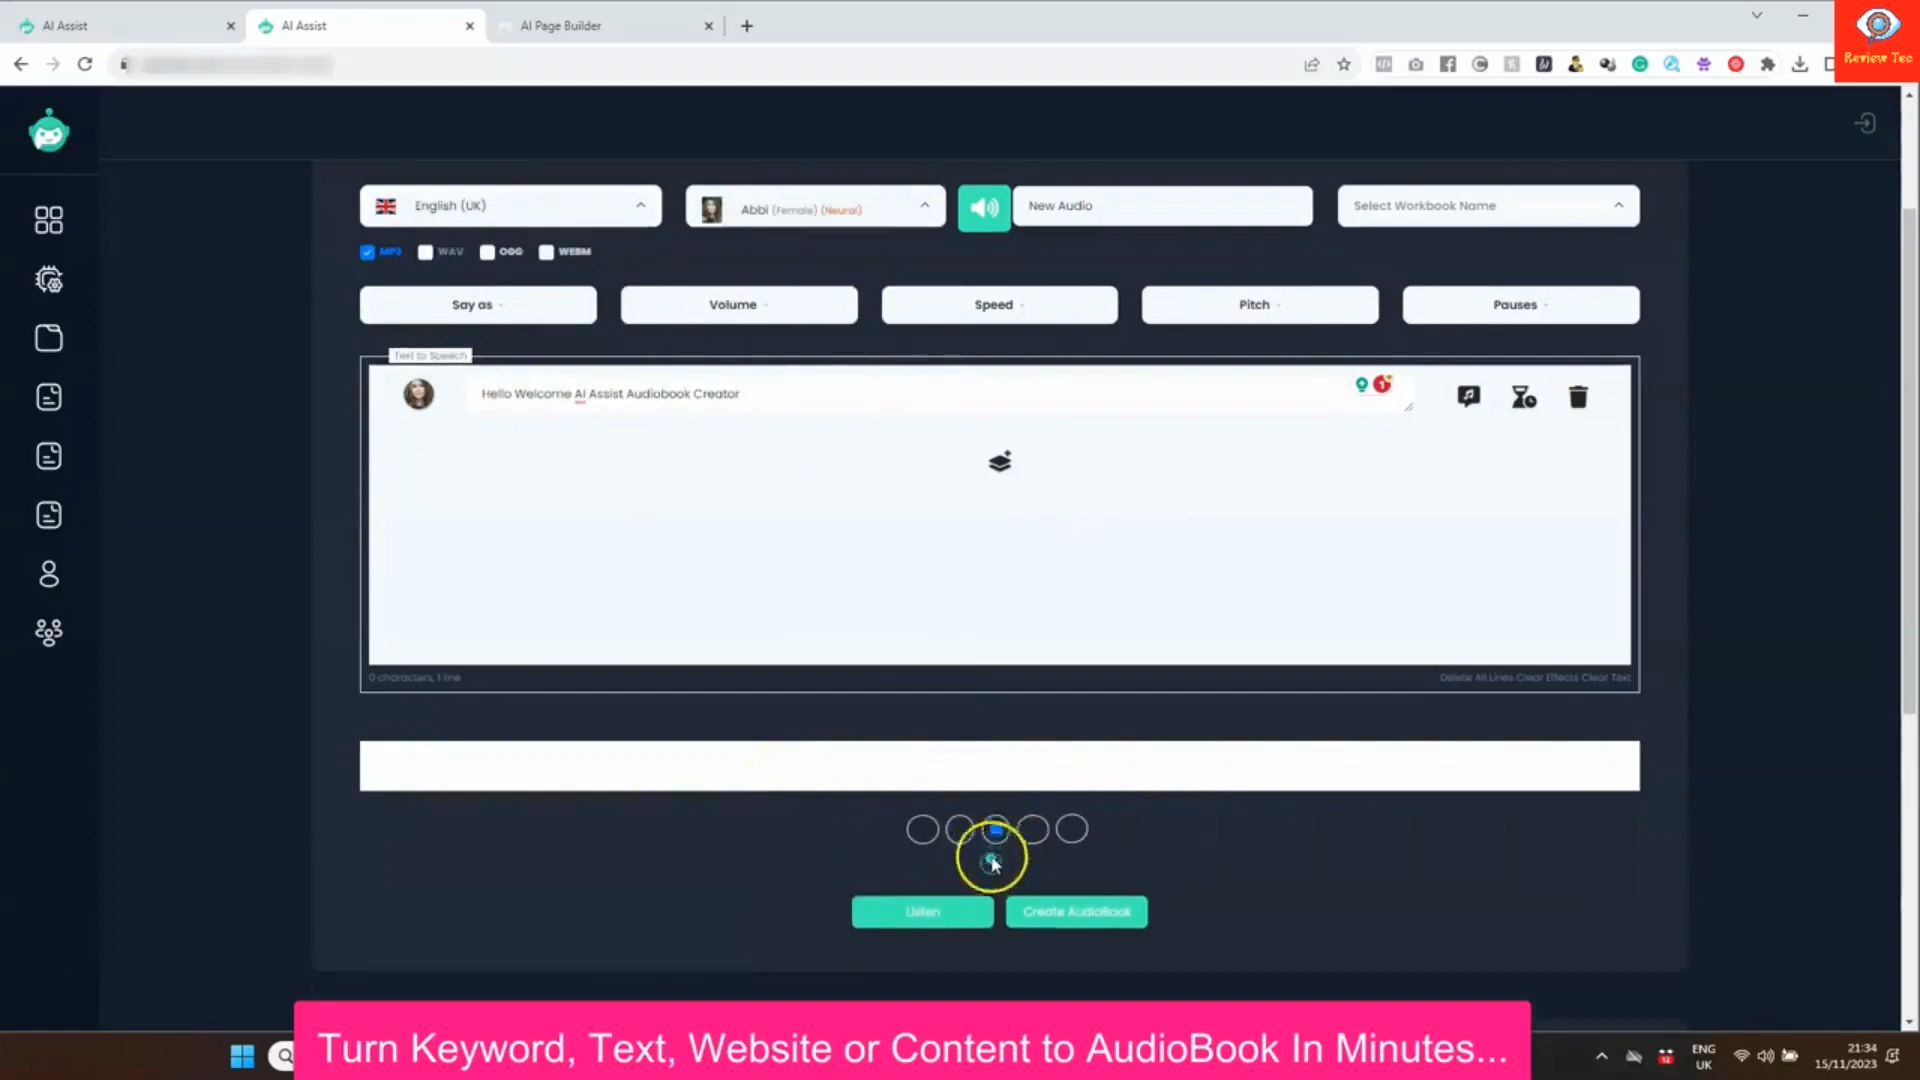 AI Assist
AI Assist
AI Page Builder
Review Tec
English (UK)
Abbi (Female) (Neural)
New Audio
Select Workbook Name
MP3
WAV
OGG
WEBM
Say as
Volume
Speed
Pitch
Pauses
Text to Speech
Hello Welcome AI Assist Audiobook Creator
1
0 characters, 1 line
Delete All Lines Clear Effects Clear Text
Listen
Create AudioBook
Turn Keyword, Text, Website or Content to AudioBook In Minutes...
ENG
UK
21:34
15/11/2023